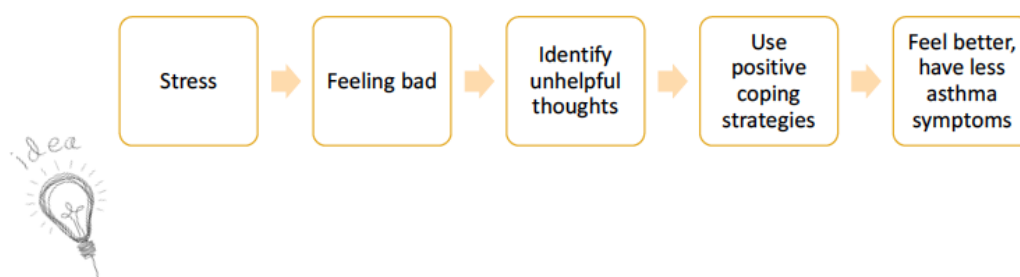 Stress
Feeling bad
Identify
unhelpful
thoughts
Use
positive
coping
strategies
Feel better,
have less
asthma
symptoms
idea